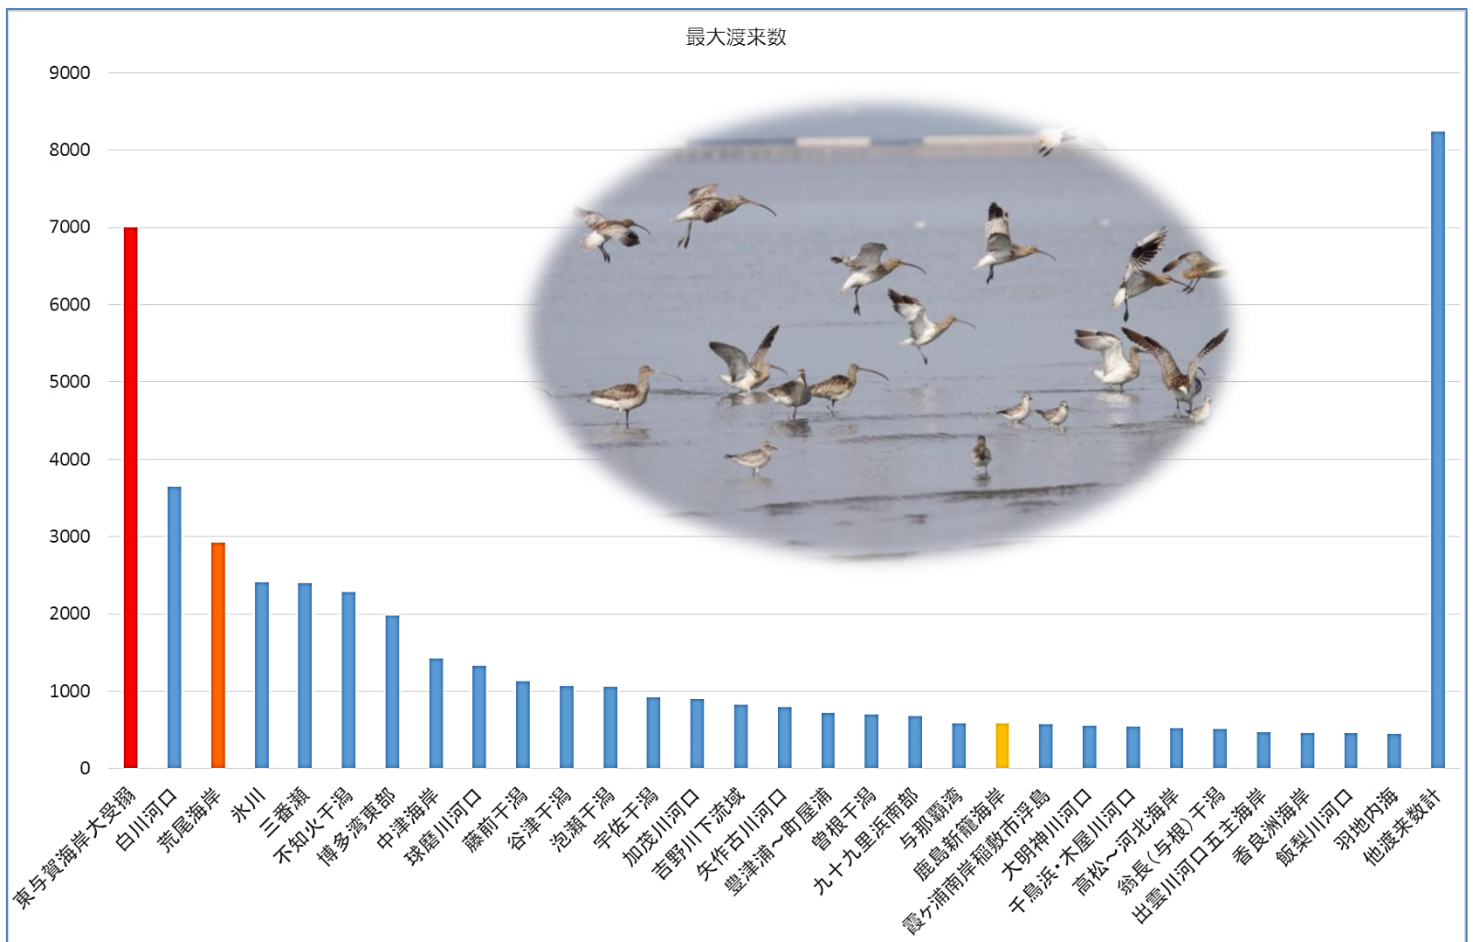 最大渡来数
9000
8000
7000
6000
5000
4000
3000
2000
1000
0
東与賀海岸大受搦
白川河口
荒尾海岸
氷川
三番瀬
不知火干潟
博多湾東部
中津海岸
球磨川河口
藤前干潟
谷津干潟
泡瀬干潟
宇佐干潟
加茂川河口
吉野川下流域
矢作古川河口
豊津浦～町屋浦
曽根干潟
九十九里浜南部
与那覇湾
鹿島新籠海岸
霞ヶ浦南岸稲敷市浮島
大明神川河口
千鳥浜・木屋川河口
高松～河北海岸
翁長(与根)干潟
出雲川河口五主海岸
香良洲海岸
飯梨川河口
羽地内海
他渡来数計